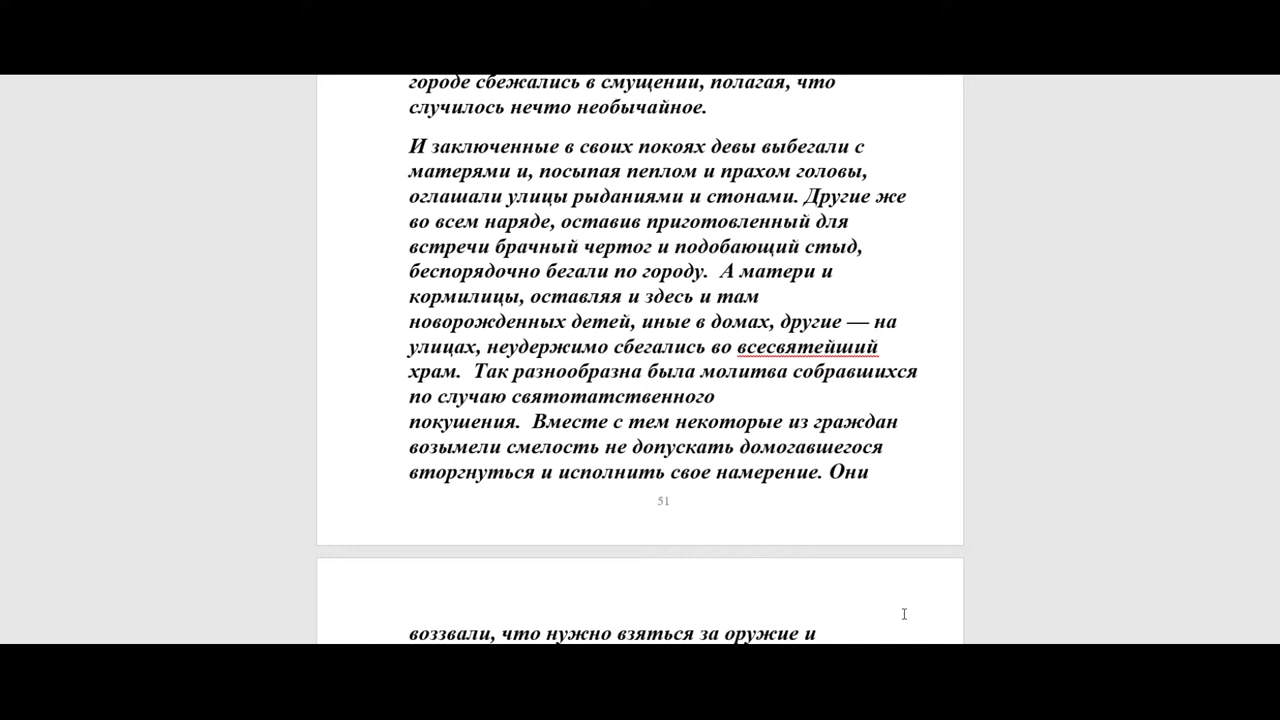 городе сбежались в смущении, полагая, что
случилось нечто необычайное.
И заключенные в своих покоях девы выбегали с
матерями и, посыпая пеплом и прахом головы,
оглашали улицы рыданиями и стонами. Другие же
во всем наряде, оставив приготовленный для
встречи брачный чертог и подобающий стыд,
беспорядочно бегали по городу.  А матери и
кормилицы, оставляя и здесь и там
новорожденных детей, иные в домах, другие — на
улицах, неудержимо сбегались во всесвятейший
храм.  Так разнообразна была молитва собравшихся
по случаю святотатственного
покушения.  Вместе с тем некоторые из граждан
возымели смелость не допускать домогавшегося
вторгнуться и исполнить свое намерение. Они
51
воззвали, что нужно взяться за оружие и